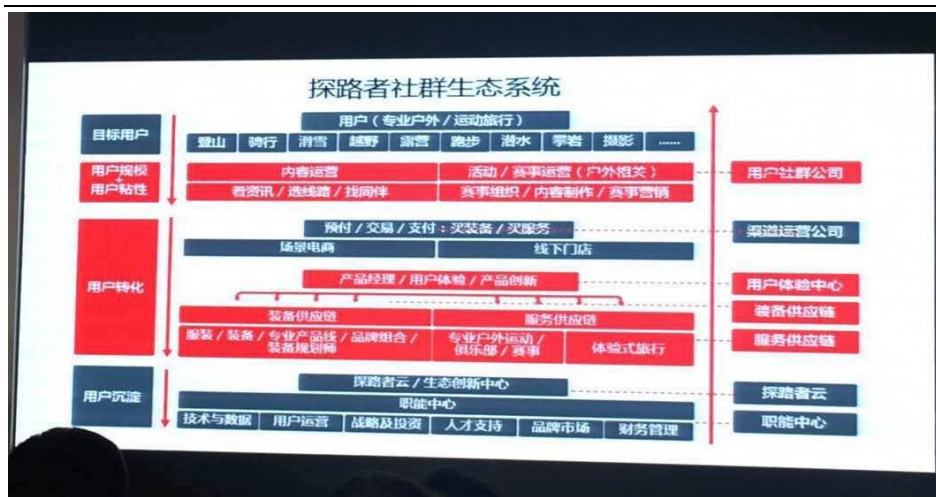 探路者社群生态系统
目标用户
用户（专业户外/运动旅行）
登山 骑行 滑雪 越野 露营 跑步 潜水 攀岩 摄影 ......
用户规模
+
用户粘性
内容运营 活动/赛事运营（户外相关）
看资讯/选线路/找同伴 赛事组织/内容制作/赛事营销
用户社群公司
用户转化
预付/交易/支付:买装备/买服务
渠道运营公司
场景电商 线下门店
产品经理/用户体验/产品创新
用户体验中心
装备供应链 服务供应链
装备供应链
服装/装备/专业产品线/品牌组合/
装备规划师
专业户外运动/
俱乐部/赛事
体验式旅行
服务供应链
用户沉淀
探路者云/生态创新中心
探路者云
职能中心
技术与数据 用户运营 战略及投资 人才支持 品牌市场 财务管理
职能中心